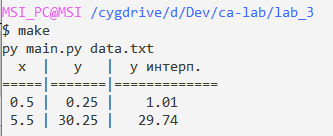 MSI_PC@MSI /cygdrive/d/Dev/ca-lab/lab_3
$ make
py main.py data.txt
x | y | y интерп.
=====|=======|=============
0.5 | 0.25 | 1.01
5.5 | 30.25 | 29.74